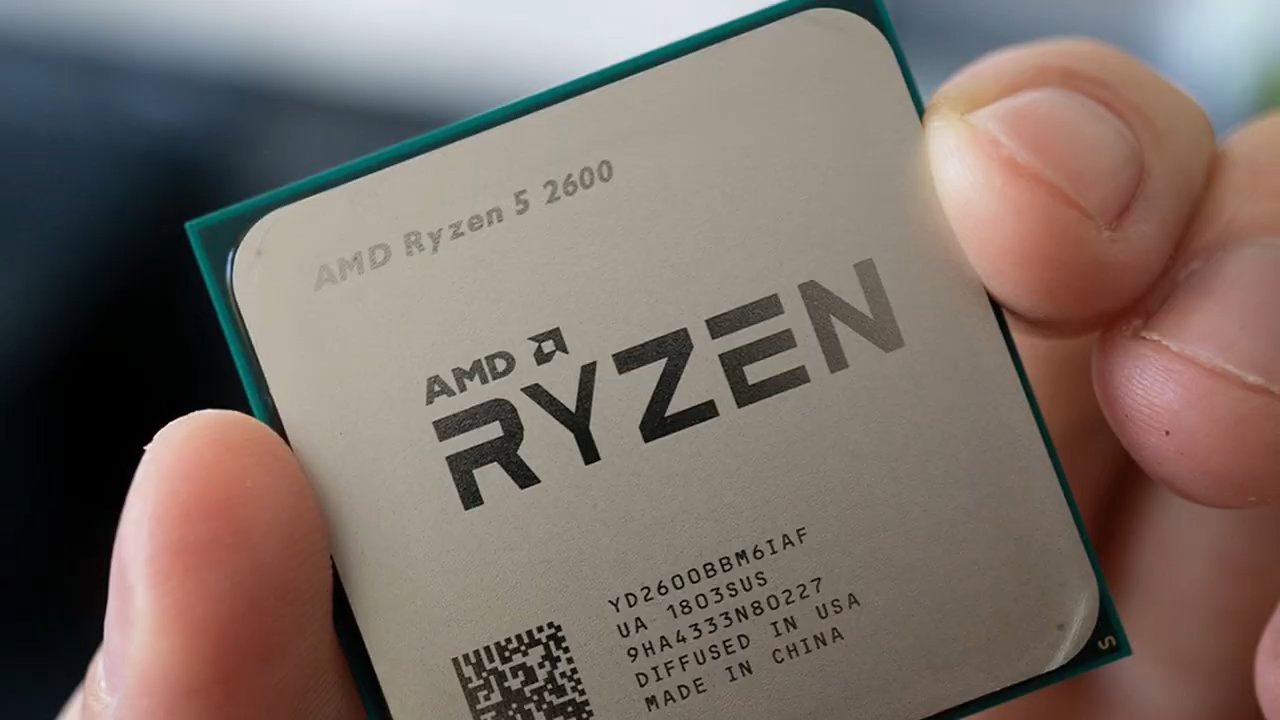 AMD Ryzen 5 2600
AMD
RYZEN
YD2600BBM6IAF
UA 1803SUS
9HA4333N80227
DIFFUSED IN USA
MADE IN CHINA
S